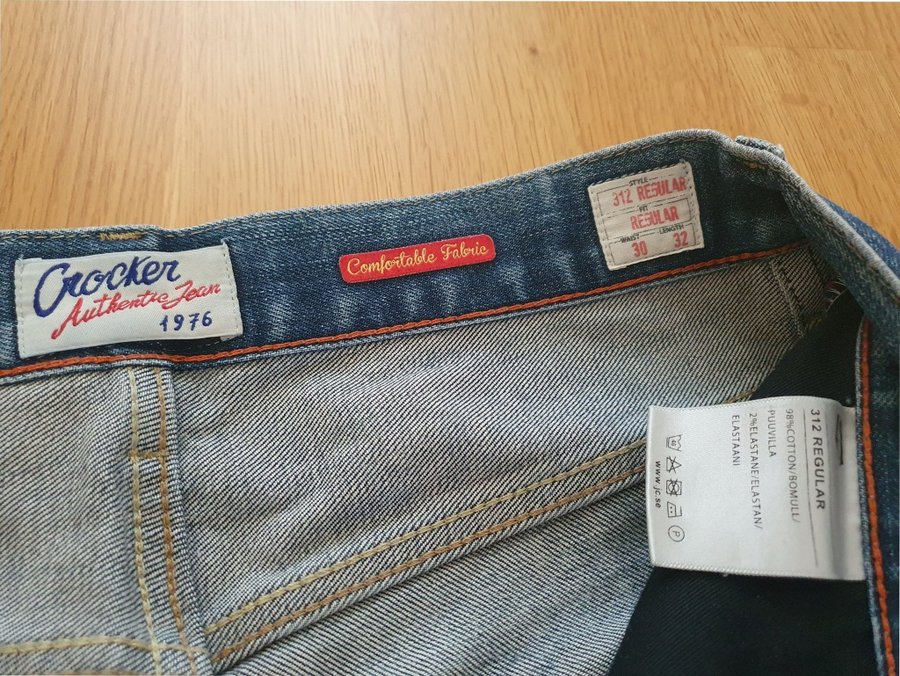 Crocker
Authentic Jean
1976
Comfortable Fabric
STYLE
312 REGULAR
FIT
REGULAR
WAIST LENGTH
30 32
312 REGULAR
98%COTTON/BOMULL/
PUUVILLA
2%ELASTANE/ELASTAN/
ELASTAANI
www.jc.se
P